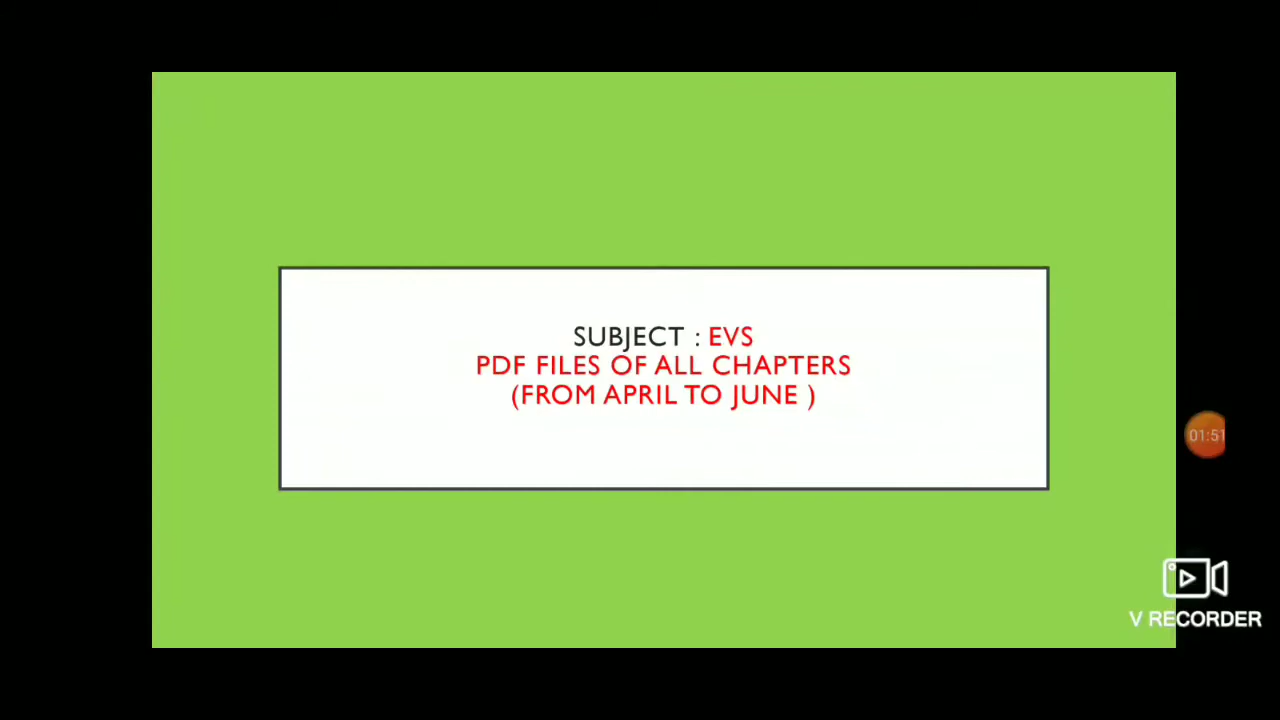 SUBJECT : EVS
PDF FILES OF ALL CHAPTERS
(FROM APRIL TO JUNE )
01:51
V RECORDER